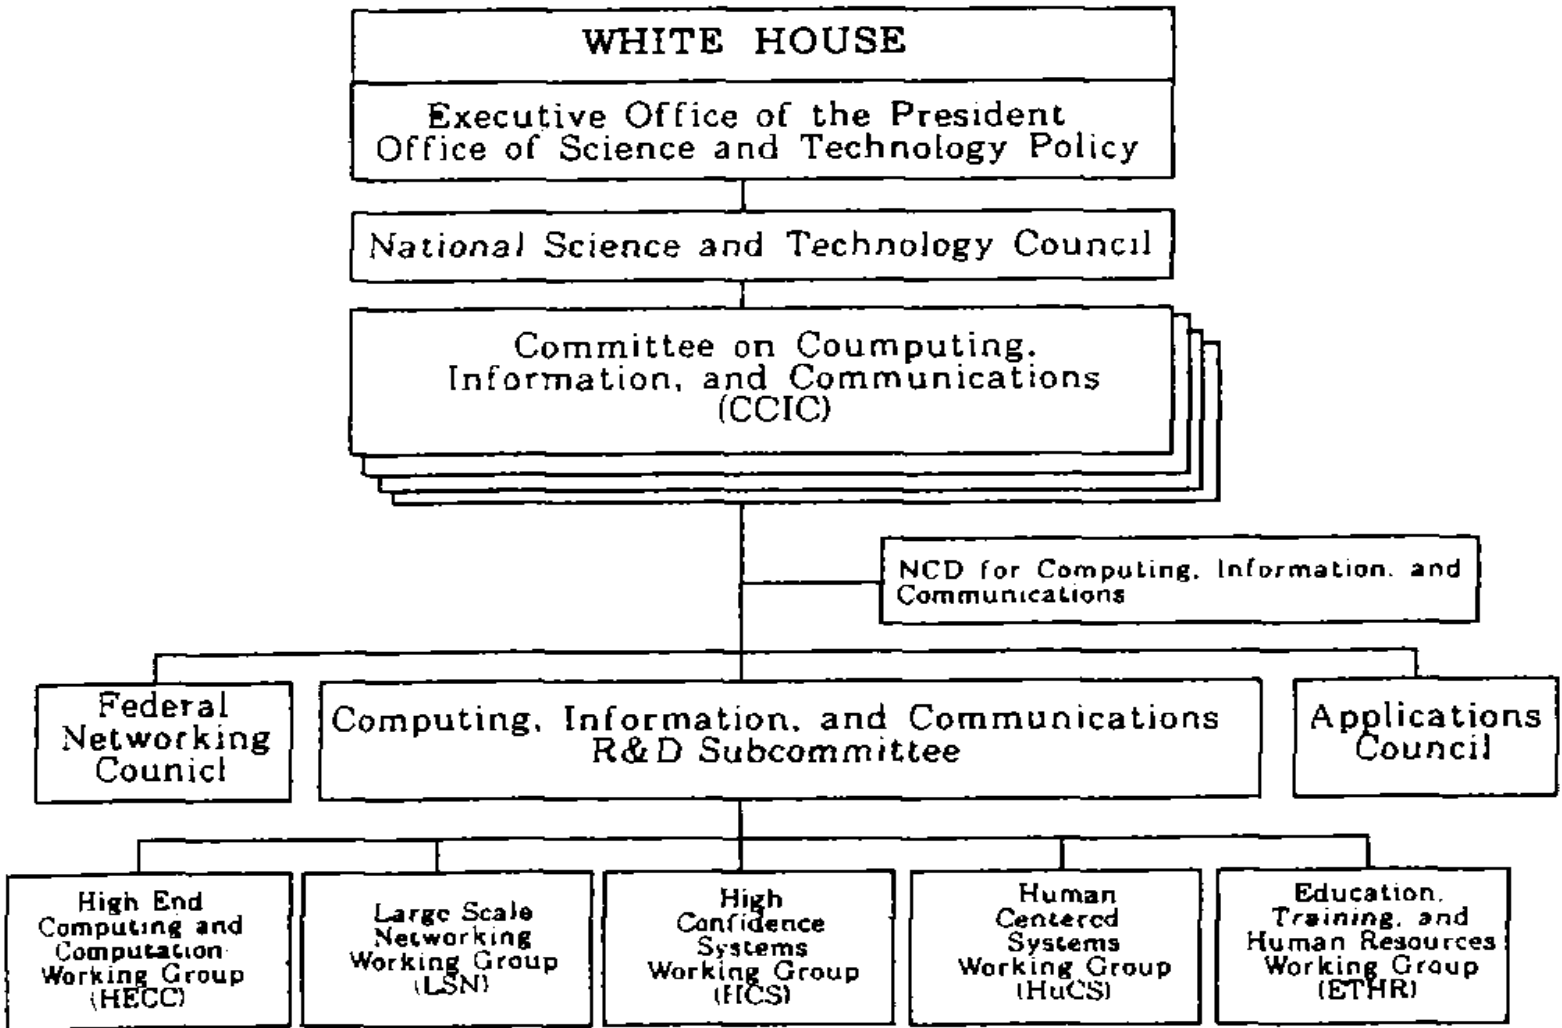 WHITE HOUSE
Executive Office of the President
Office of Science and Technology Policy
National Science and Technology Council
Committee on Coumputing,
Information, and Communications
(CCIC)
NCD for Computing, Information, and
Communications
Federal
Networking
Counicl
Computing, Information, and Communications
R&D Subcommittee
Applications
Council
High End
Computing and
Computation
Working Group
(HECC)
Large Scale
Networking
Working Group
(LSN)
High
Confidence
Systems
Working Group
(HCS)
Human
Centered
Systems
Working Group
(HuCS)
Education,
Training, and
Human Resources
Working Group
(ETHR)